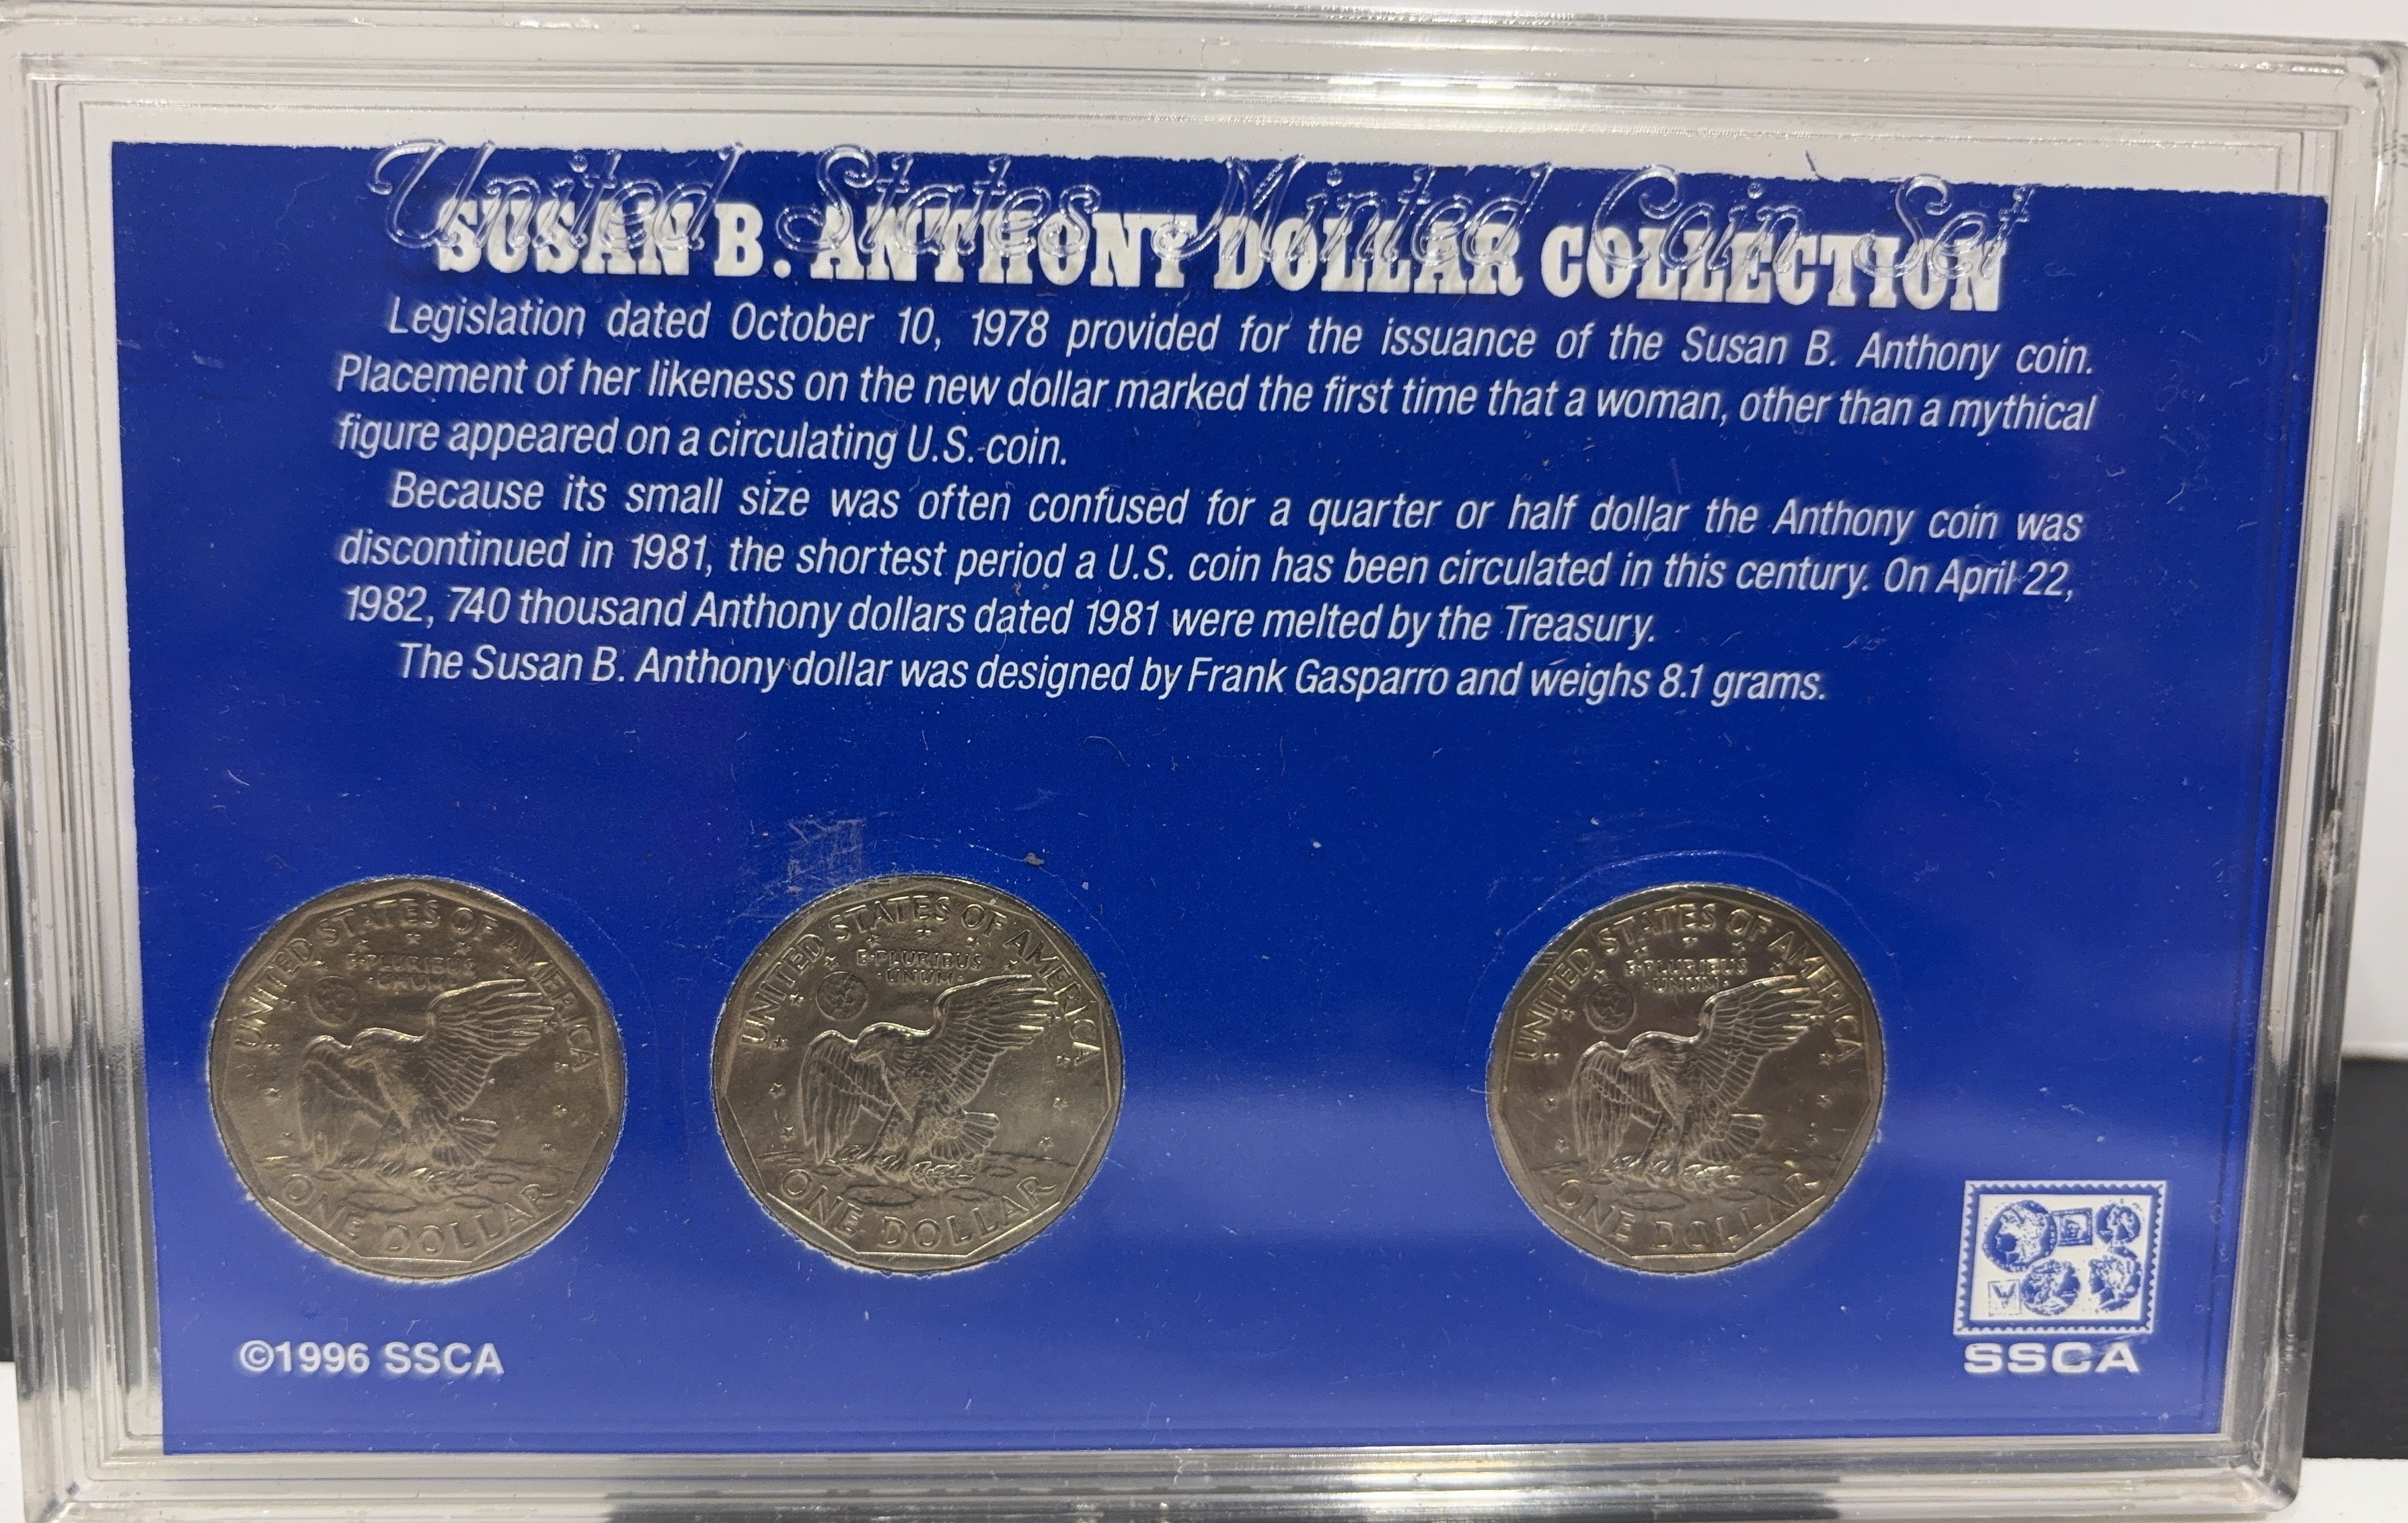 United States Minted Coin Set
SUSAN B. ANTHONY DOLLAR COLLECTION
Legislation dated October 10, 1978 provided for the issuance of the Susan B. Anthony coin.
Placement of her likeness on the new dollar marked the first time that a woman, other than a mythical
figure appeared on a circulating U.S. coin.
Because its small size was often confused for a quarter or half dollar the Anthony coin was
discontinued in 1981, the shortest period a U.S. coin has been circulated in this century. On April 22,
1982, 740 thousand Anthony dollars dated 1981 were melted by the Treasury.
The Susan B. Anthony dollar was designed by Frank Gasparro and weighs 8.1 grams.
UNITED STATES OF AMERICA
E·PLURIBUS
·UNUM·
ONE DOLLAR
UNITED STATES OF AMERICA
E·PLURIBUS
·UNUM·
ONE DOLLAR
UNITED STATES OF AMERICA
E·PLURIBUS
·UNUM·
ONE DOLLAR
©1996 SSCA
SSCA